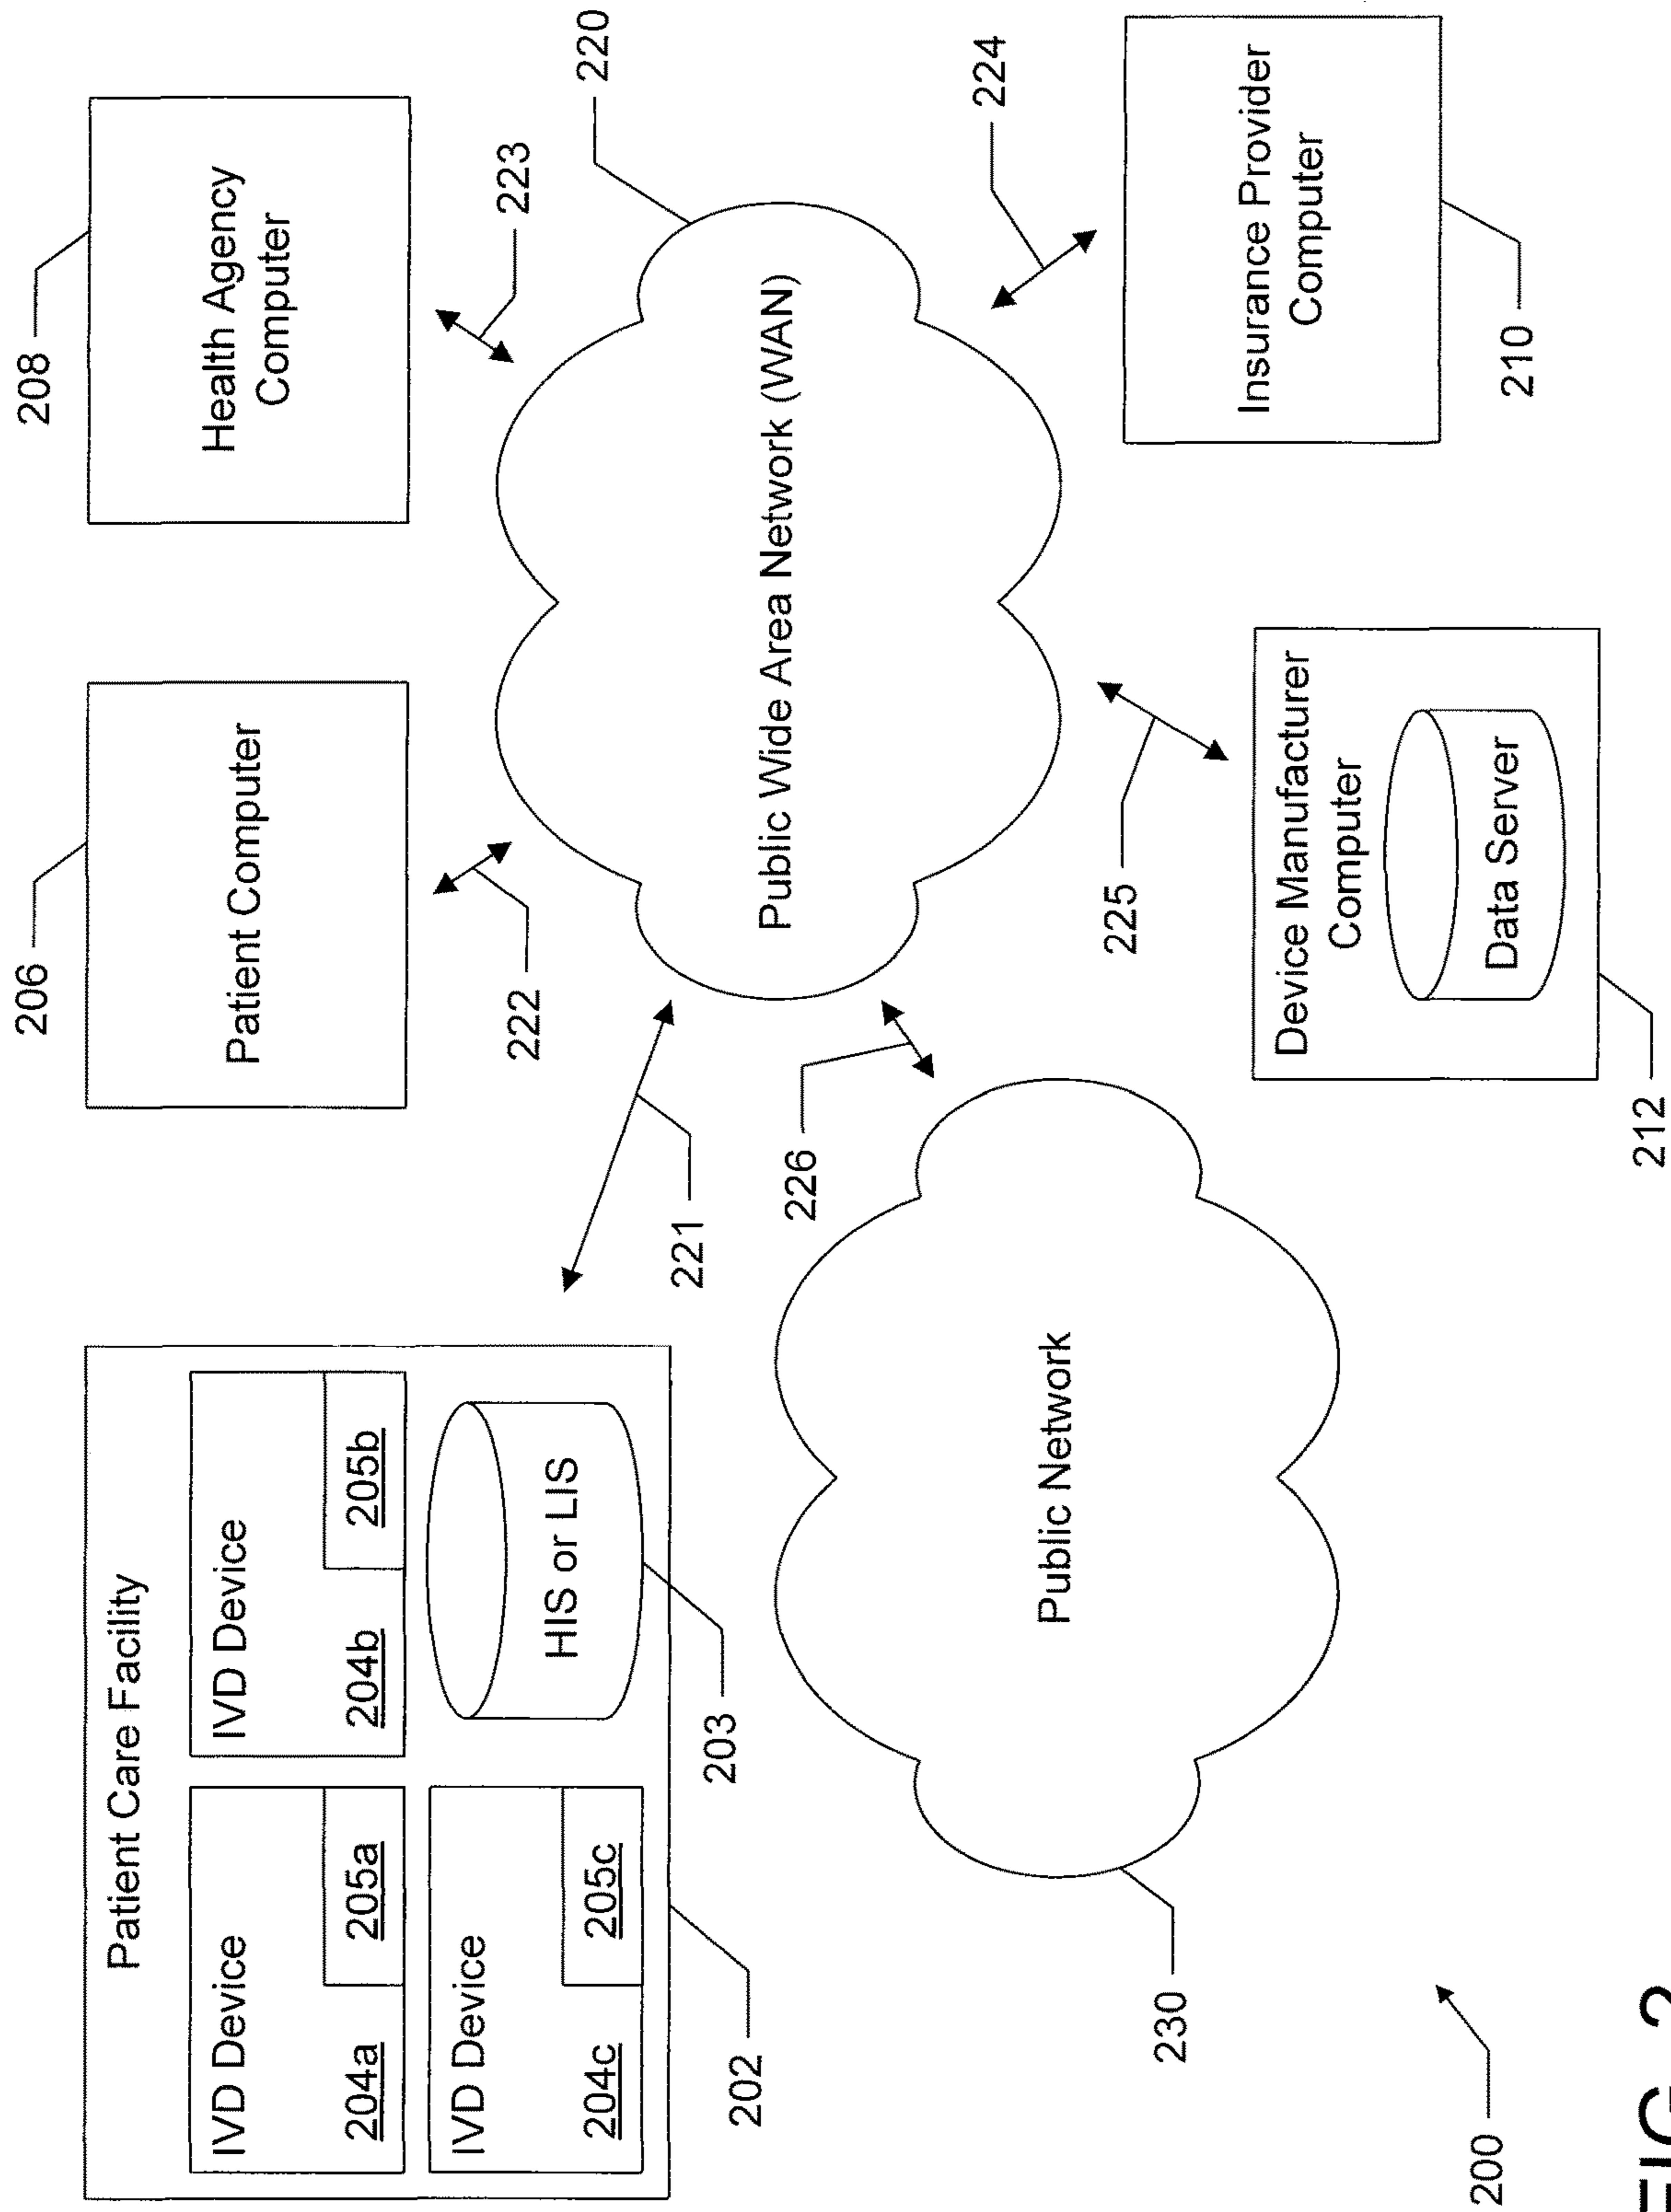 Patient Care Facility
IVD Device
204a
205a
IVD Device
204b
205b
IVD Device
204c
205c
HIS or LIS
203
202
206
Patient Computer
208
Health Agency
Computer
221
222
223
220
Public Wide Area Network (WAN)
226
225
224
Public Network
230
Device Manufacturer
Computer
Data Server
212
Insurance Provider
Computer
210
200
FIG. 2